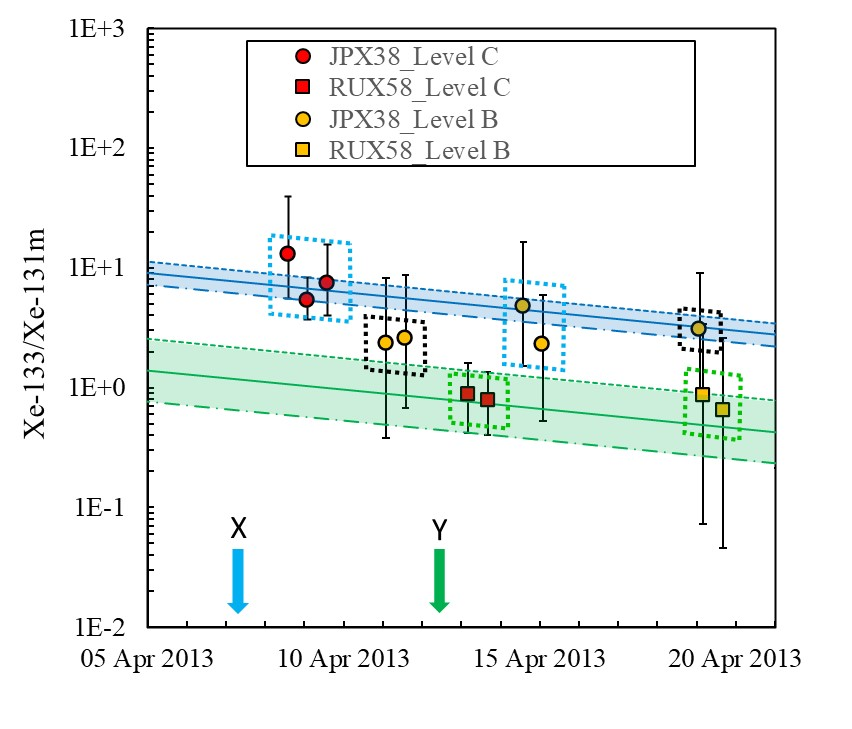 1E+3
JPX38_Level C
RUX58_Level C
JPX38_Level B
RUX58_Level B
1E+2
1E+1
1E+0
1E-1
1E-2
Xe-133/Xe-131m
X
Y
05 Apr 2013
10 Apr 2013
15 Apr 2013
20 Apr 2013